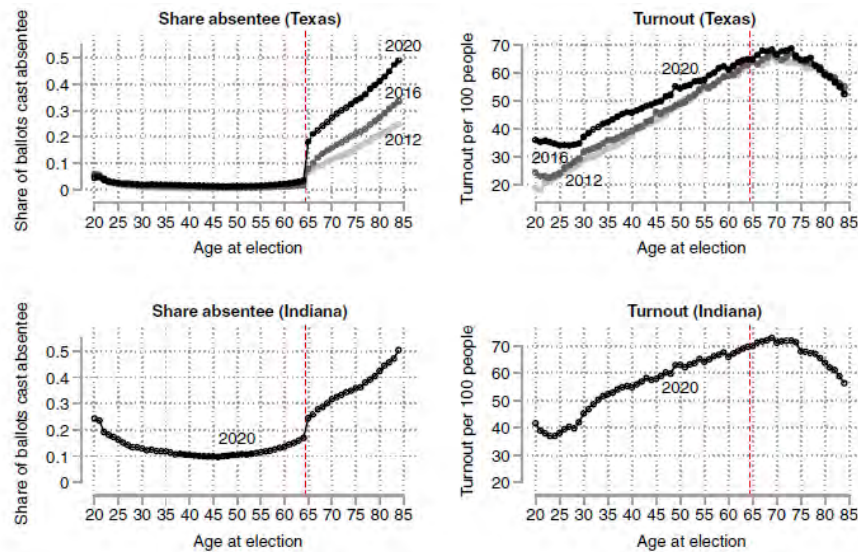 Share absentee (Texas)
Share of ballots cast absentee
0.5
0.4
0.3
0.2
0.1
0
2020
2016
2012
20 25 30 35 40 45 50 55 60 65 70 75 80 85
Age at election
Turnout (Texas)
Turnout per 100 people
70
60
50
40
30
20
2020
2016
2012
20 25 30 35 40 45 50 55 60 65 70 75 80 85
Age at election
Share absentee (Indiana)
Share of ballots cast absentee
0.5
0.4
0.3
0.2
0.1
0
2020
20 25 30 35 40 45 50 55 60 65 70 75 80 85
Age at election
Turnout (Indiana)
Turnout per 100 people
70
60
50
40
30
20
2020
20 25 30 35 40 45 50 55 60 65 70 75 80 85
Age at election